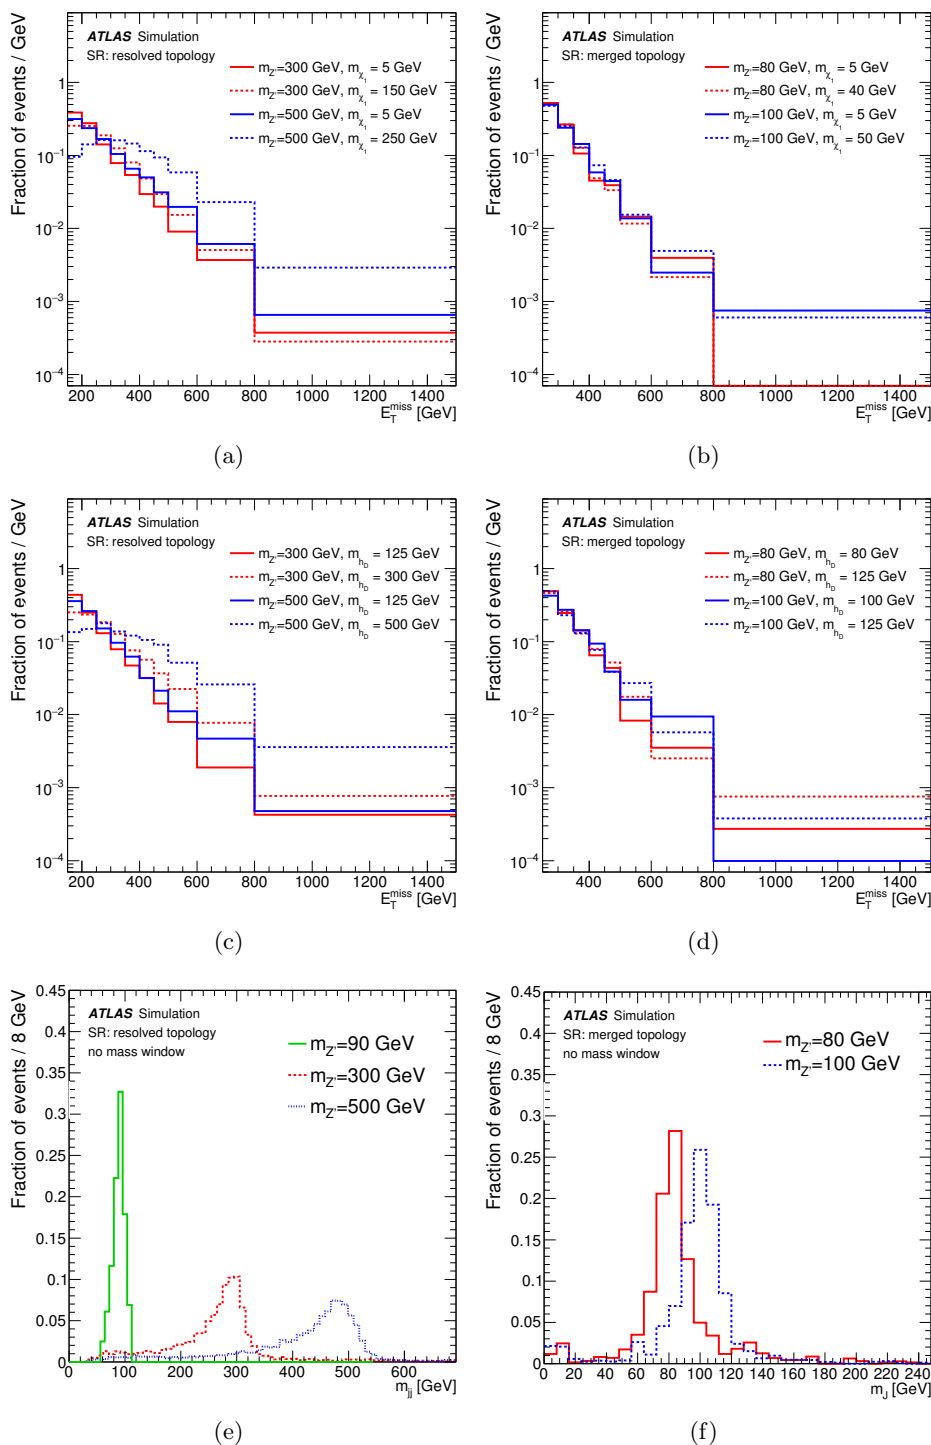 Fraction of events / GeV
ATLAS Simulation
SR: resolved topology
m_Z'=300 GeV, m_χ₁ = 5 GeV
m_Z'=300 GeV, m_χ₁ = 150 GeV
m_Z'=500 GeV, m_χ₁ = 5 GeV
m_Z'=500 GeV, m_χ₁ = 250 GeV
1
10⁻¹
10⁻²
10⁻³
10⁻⁴
200 400 600 800 1000 1200 1400
E_T^miss [GeV]
(a)
Fraction of events / GeV
ATLAS Simulation
SR: merged topology
m_Z'=80 GeV, m_χ₁ = 5 GeV
m_Z'=80 GeV, m_χ₁ = 40 GeV
m_Z'=100 GeV, m_χ₁ = 5 GeV
m_Z'=100 GeV, m_χ₁ = 50 GeV
1
10⁻¹
10⁻²
10⁻³
10⁻⁴
400 600 800 1000 1200 1400
E_T^miss [GeV]
(b)
Fraction of events / GeV
ATLAS Simulation
SR: resolved topology
m_Z'=300 GeV, m_h_D = 125 GeV
m_Z'=300 GeV, m_h_D = 300 GeV
m_Z'=500 GeV, m_h_D = 125 GeV
m_Z'=500 GeV, m_h_D = 500 GeV
1
10⁻¹
10⁻²
10⁻³
10⁻⁴
200 400 600 800 1000 1200 1400
E_T^miss [GeV]
(c)
Fraction of events / GeV
ATLAS Simulation
SR: merged topology
m_Z'=80 GeV, m_h_D = 80 GeV
m_Z'=80 GeV, m_h_D = 125 GeV
m_Z'=100 GeV, m_h_D = 100 GeV
m_Z'=100 GeV, m_h_D = 125 GeV
1
10⁻¹
10⁻²
10⁻³
10⁻⁴
400 600 800 1000 1200 1400
E_T^miss [GeV]
(d)
Fraction of events / 8 GeV
ATLAS Simulation
SR: resolved topology
no mass window
m_Z'=90 GeV
m_Z'=300 GeV
m_Z'=500 GeV
0.45
0.4
0.35
0.3
0.25
0.2
0.15
0.1
0.05
0
0 100 200 300 400 500 600
m_jj [GeV]
(e)
Fraction of events / 8 GeV
ATLAS Simulation
SR: merged topology
no mass window
m_Z'=80 GeV
m_Z'=100 GeV
0.45
0.4
0.35
0.3
0.25
0.2
0.15
0.1
0.05
0
0 20 40 60 80 100 120 140 160 180 200 220 240
m_J [GeV]
(f)